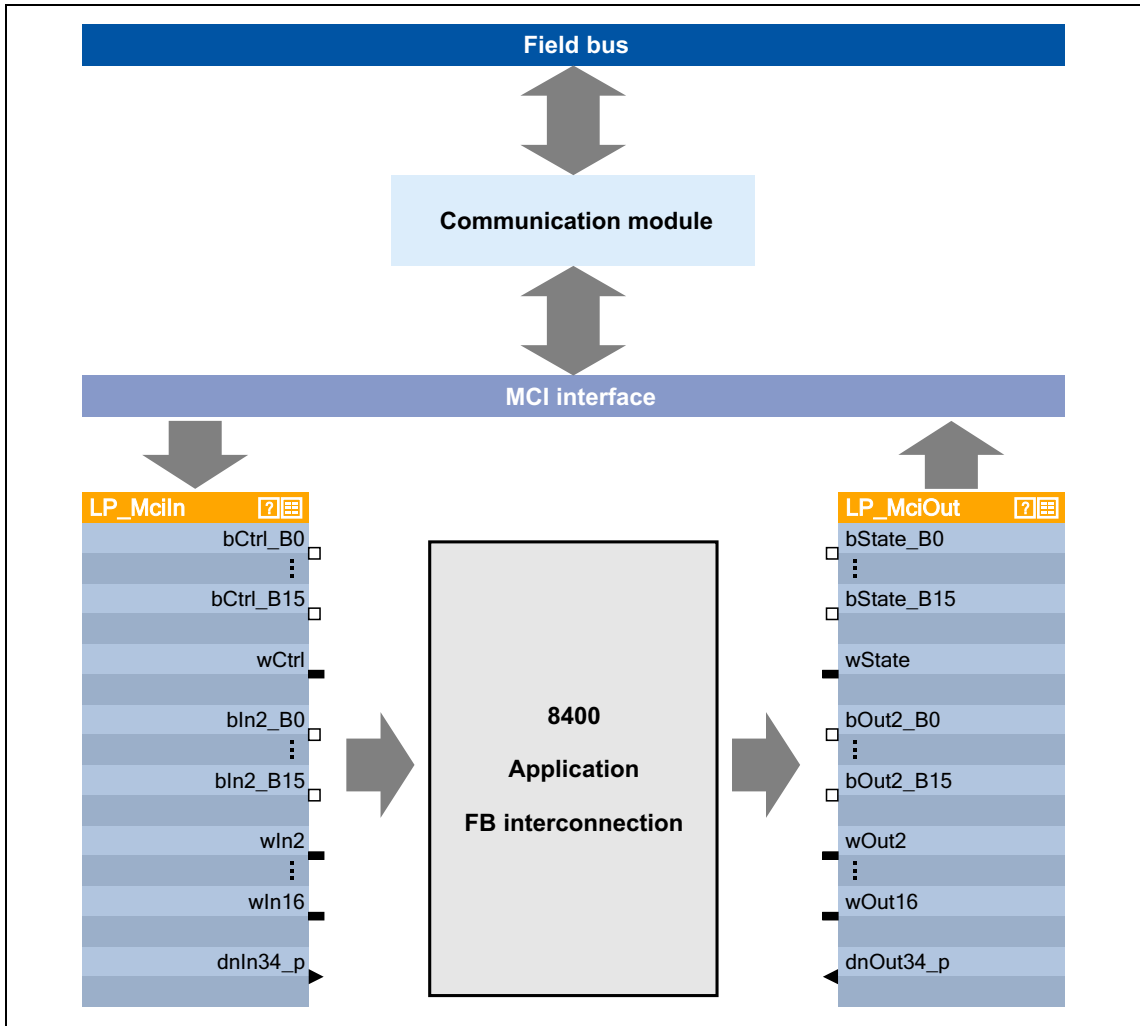 Field bus
Communication module
MCI interface
LP_MciIn
bCtrl_B0
bCtrl_B15
wCtrl
bIn2_B0
bIn2_B15
wIn2
wIn16
dnIn34_p
8400
Application
FB interconnection
LP_MciOut
bState_B0
bState_B15
wState
bOut2_B0
bOut2_B15
wOut2
wOut16
dnOut34_p